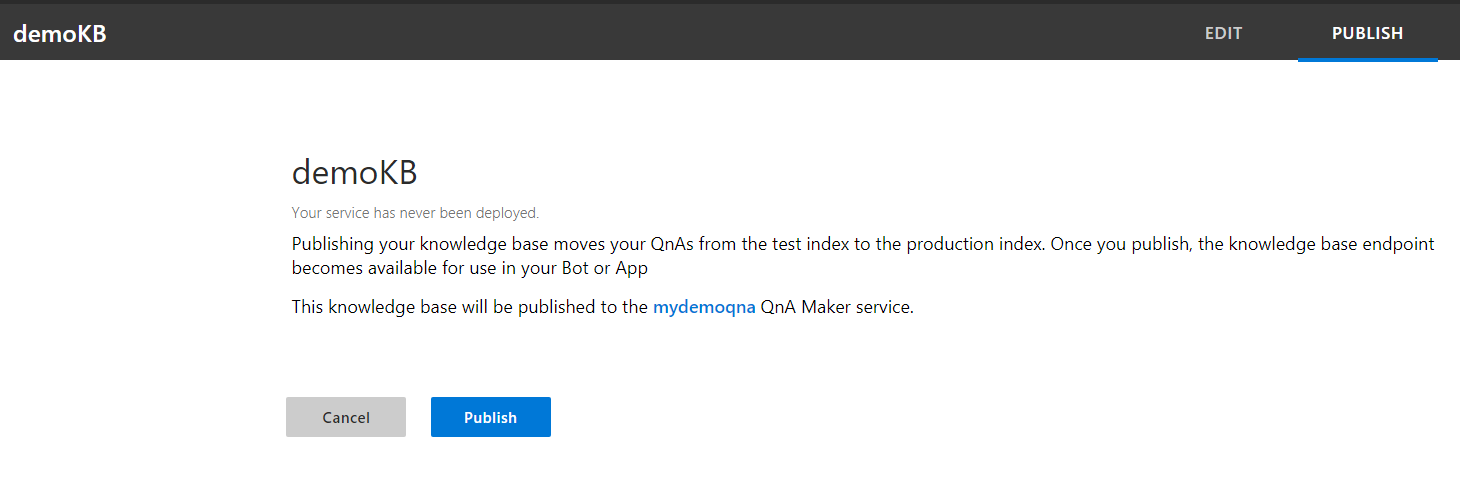 demoKB
EDIT
PUBLISH
demoKB
Your service has never been deployed.
Publishing your knowledge base moves your QnAs from the test index to the production index. Once you publish, the knowledge base endpoint
becomes available for use in your Bot or App
This knowledge base will be published to the mydemoqna QnA Maker service.
Cancel
Publish